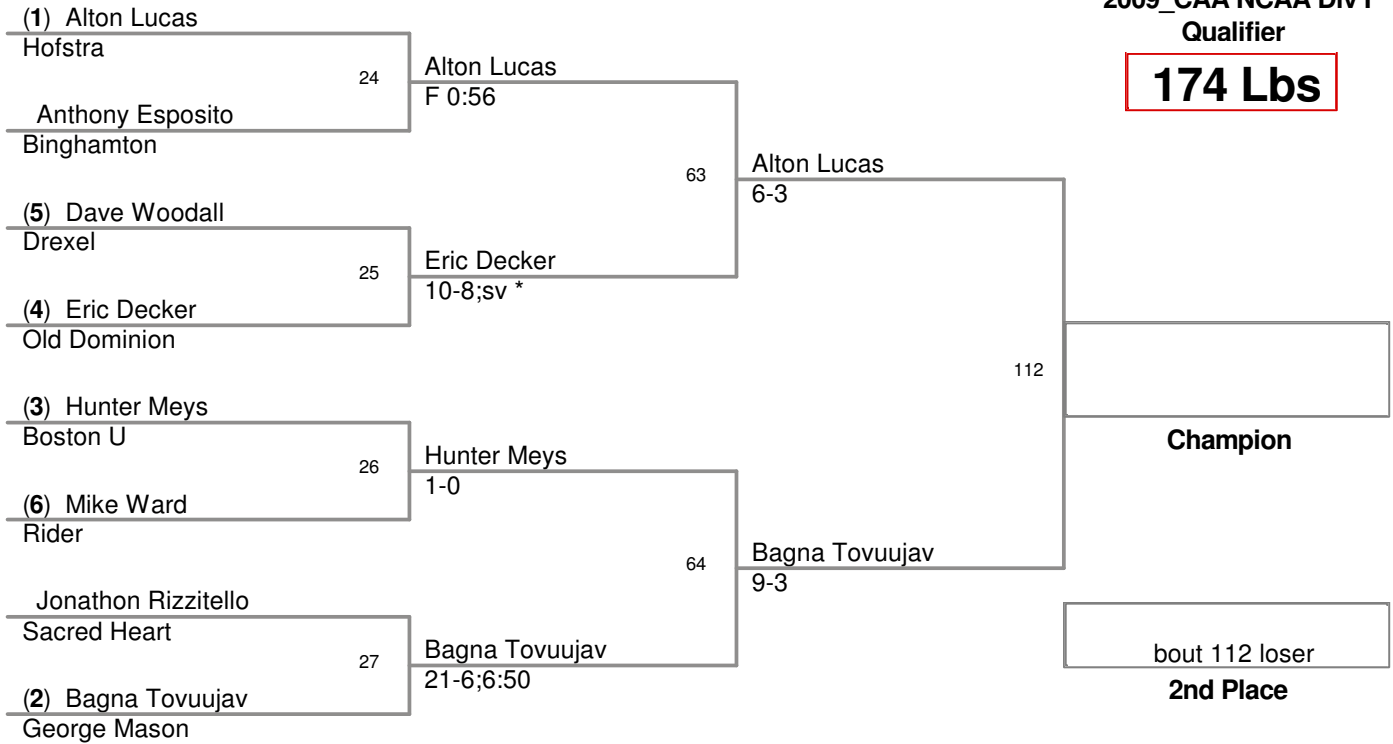 2009_CAA NCAA Div I
Qualifier
174 Lbs
(1) Alton Lucas
Hofstra
24
Anthony Esposito
Binghamton
Alton Lucas
F 0:56
(5) Dave Woodall
Drexel
25
(4) Eric Decker
Old Dominion
Eric Decker
10-8;sv *
63
Alton Lucas
6-3
(3) Hunter Meys
Boston U
26
(6) Mike Ward
Rider
Hunter Meys
1-0
Jonathon Rizzitello
Sacred Heart
27
(2) Bagna Tovuujav
George Mason
Bagna Tovuujav
21-6;6:50
64
Bagna Tovuujav
9-3
112
Champion
bout 112 loser
2nd Place